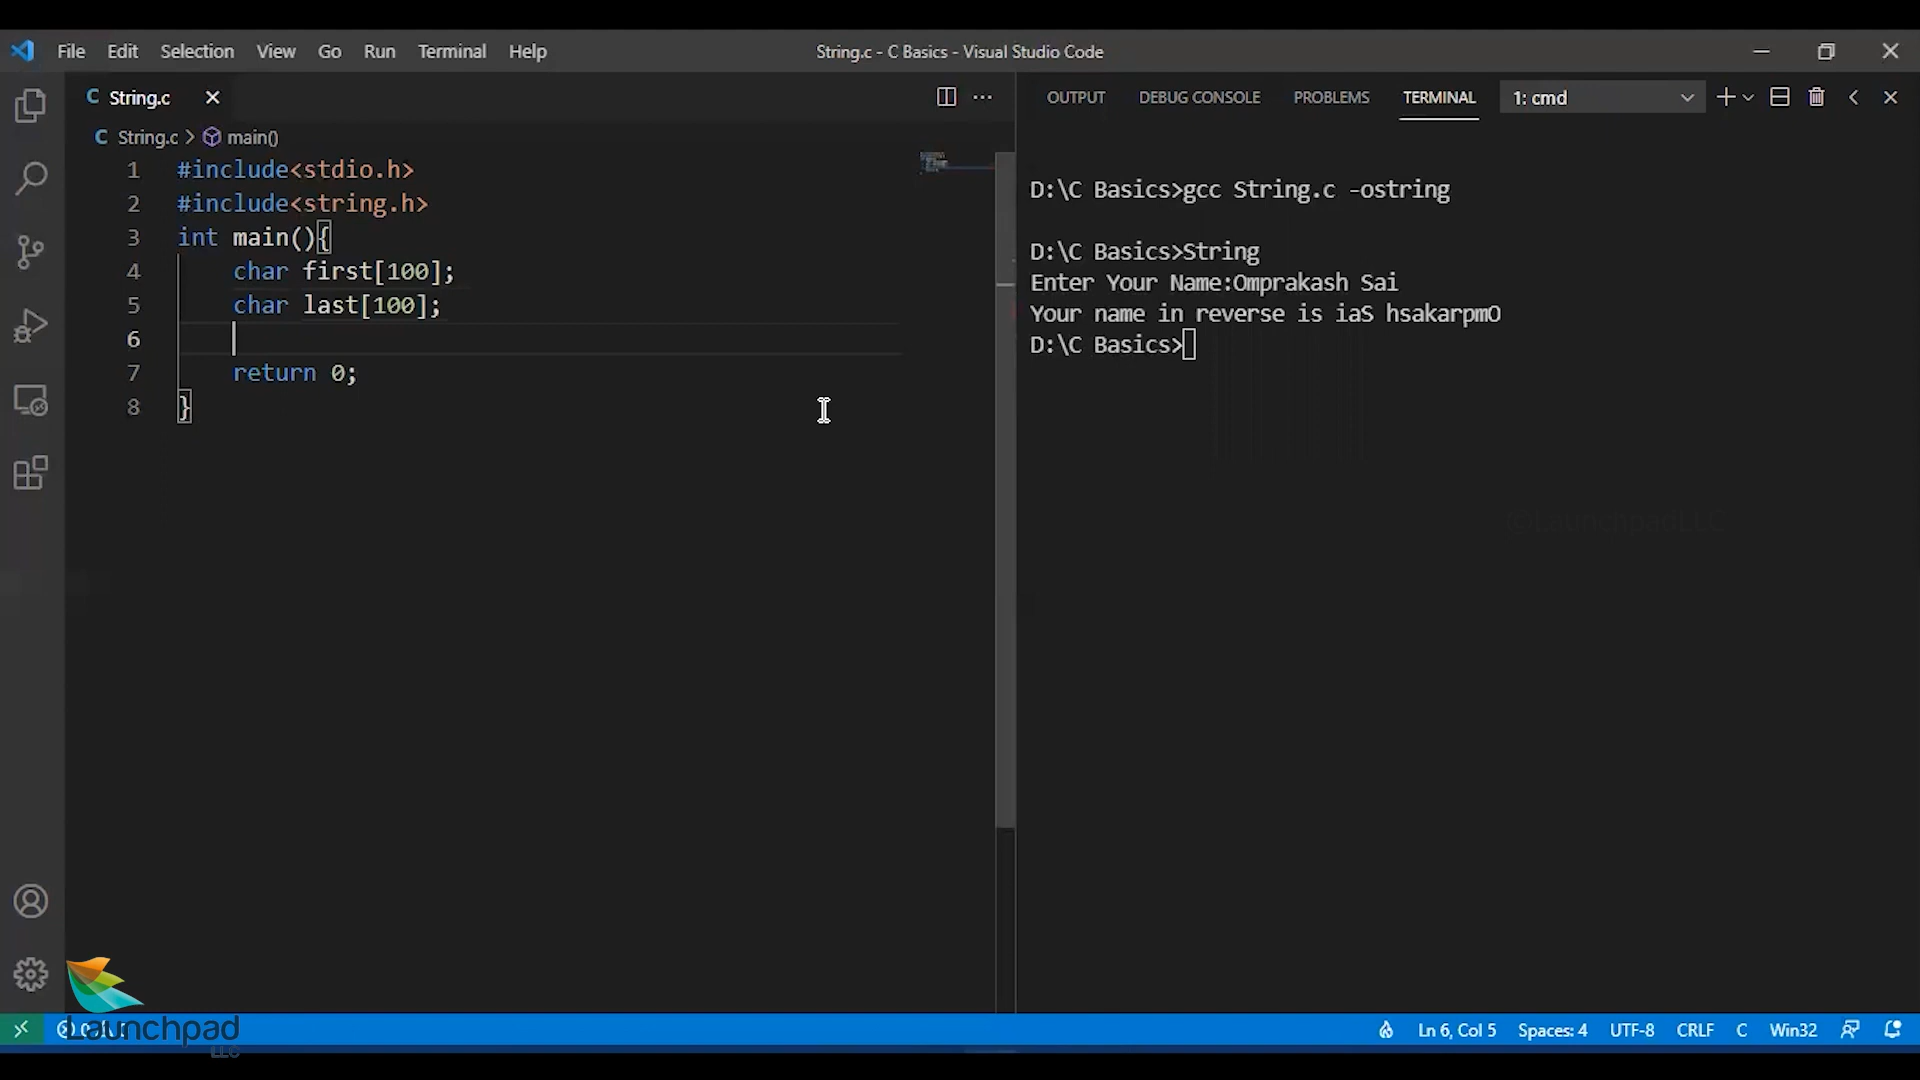 File Edit Selection View Go Run Terminal Help
String.c - C Basics - Visual Studio Code
String.c
OUTPUT DEBUG CONSOLE PROBLEMS TERMINAL 1: cmd
String.c > main()
1 #include<stdio.h>
2 #include<string.h>
3 int main(){
4 char first[100];
5 char last[100];
6
7 return 0;
8 }
D:\C Basics>gcc String.c -ostring
D:\C Basics>String
Enter Your Name:Omprakash Sai
Your name in reverse is iaS hsakarpmO
D:\C Basics>
©LaunchpadLLC
Launchpad
LLC
Ln 6, Col 5 Spaces: 4 UTF-8 CRLF C Win32